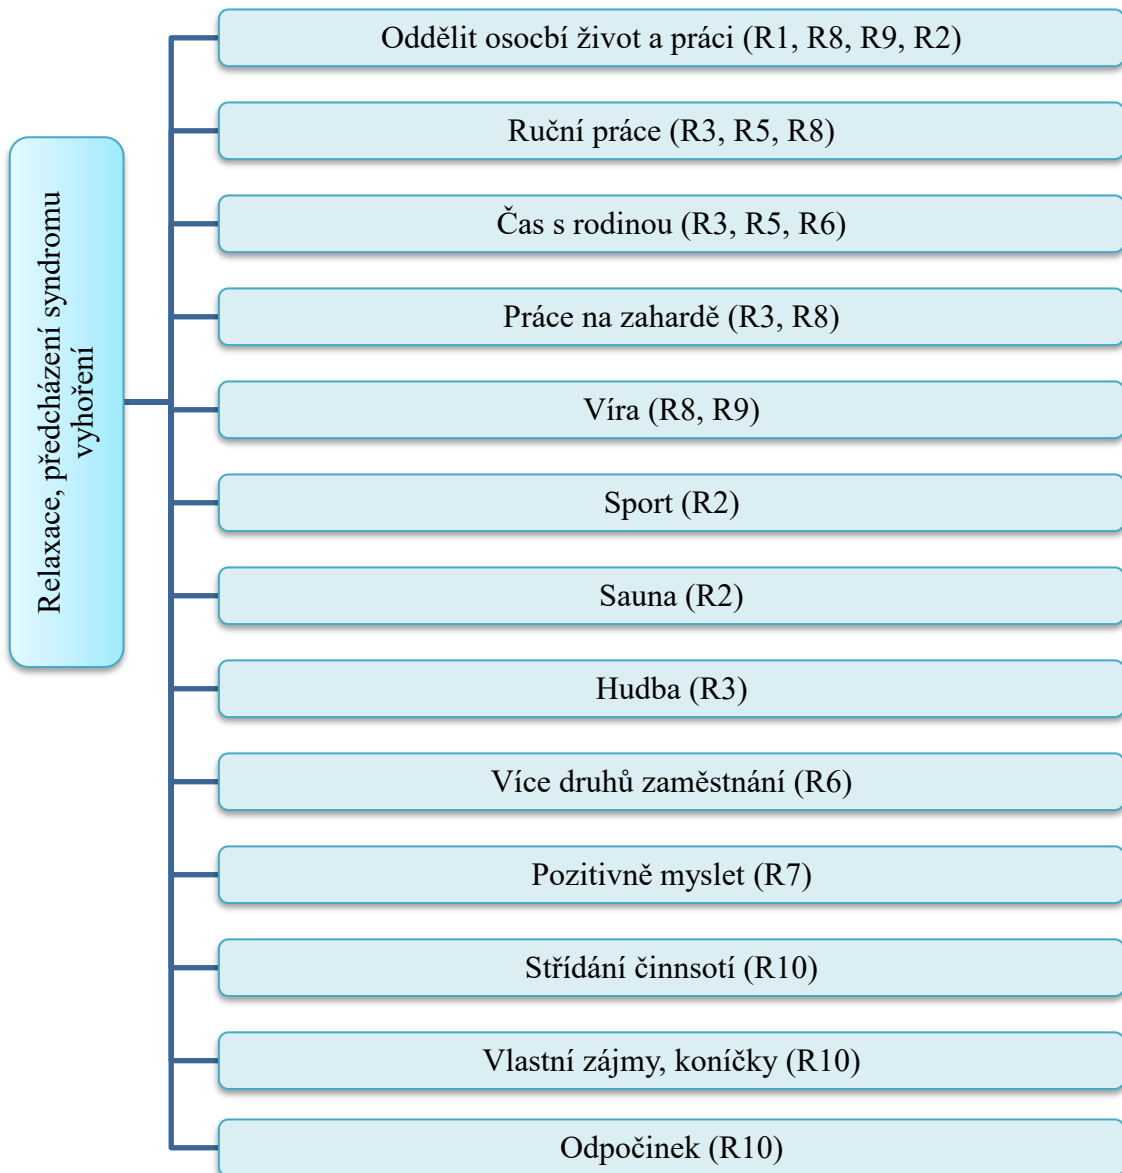 Relaxace, předcházení syndromu
vyhoření
Oddělit osocbí život a práci (R1, R8, R9, R2)
Ruční práce (R3, R5, R8)
Čas s rodinou (R3, R5, R6)
Práce na zahardě (R3, R8)
Víra (R8, R9)
Sport (R2)
Sauna (R2)
Hudba (R3)
Více druhů zaměstnání (R6)
Pozitivně myslet (R7)
Střídání činnsotí (R10)
Vlastní zájmy, koníčky (R10)
Odpočinek (R10)